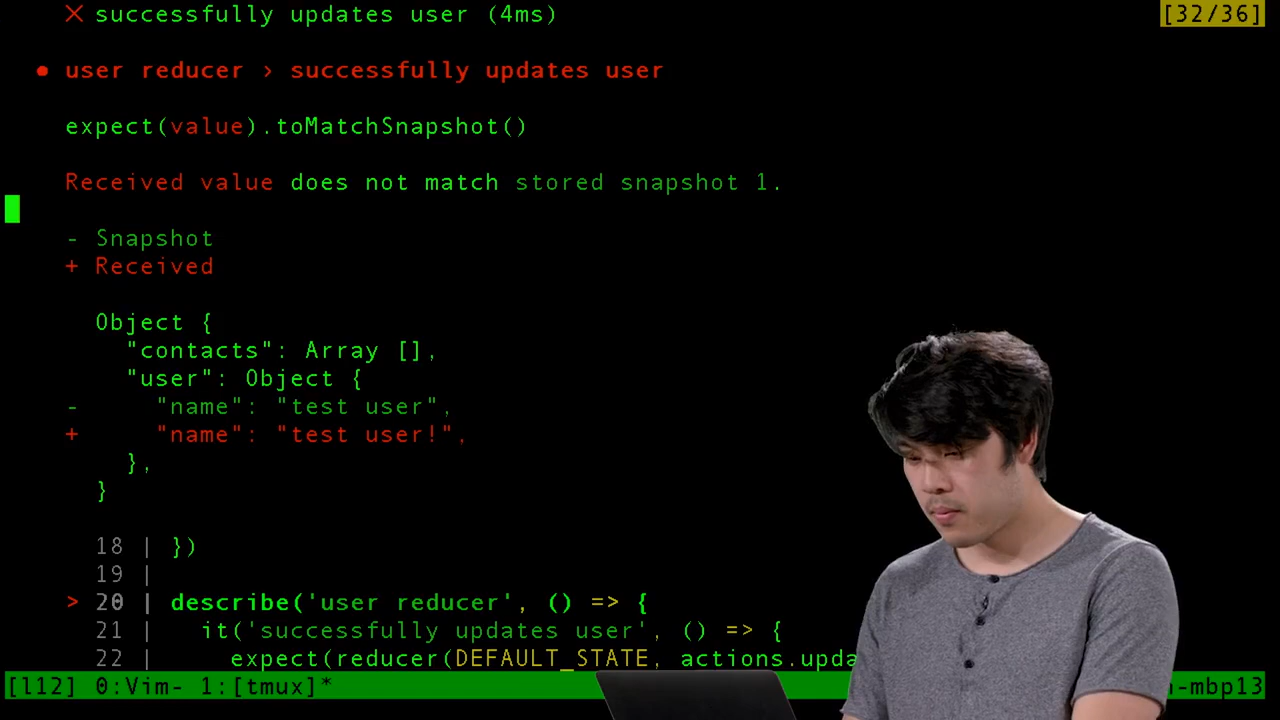 ✕ successfully updates user (4ms)
[32/36]
● user reducer › successfully updates user
expect(value).toMatchSnapshot()
Received value does not match stored snapshot 1.
- Snapshot
+ Received
Object {
"contacts": Array [],
"user": Object {
- "name": "test user",
+ "name": "test user!",
},
}
18 | })
19 |
> 20 | describe('user reducer', () => {
21 | it('successfully updates user', () => {
22 | expect(reducer(DEFAULT_STATE, actions.upda
[l12] 0:Vim- 1:[tmux]*
-mbp13